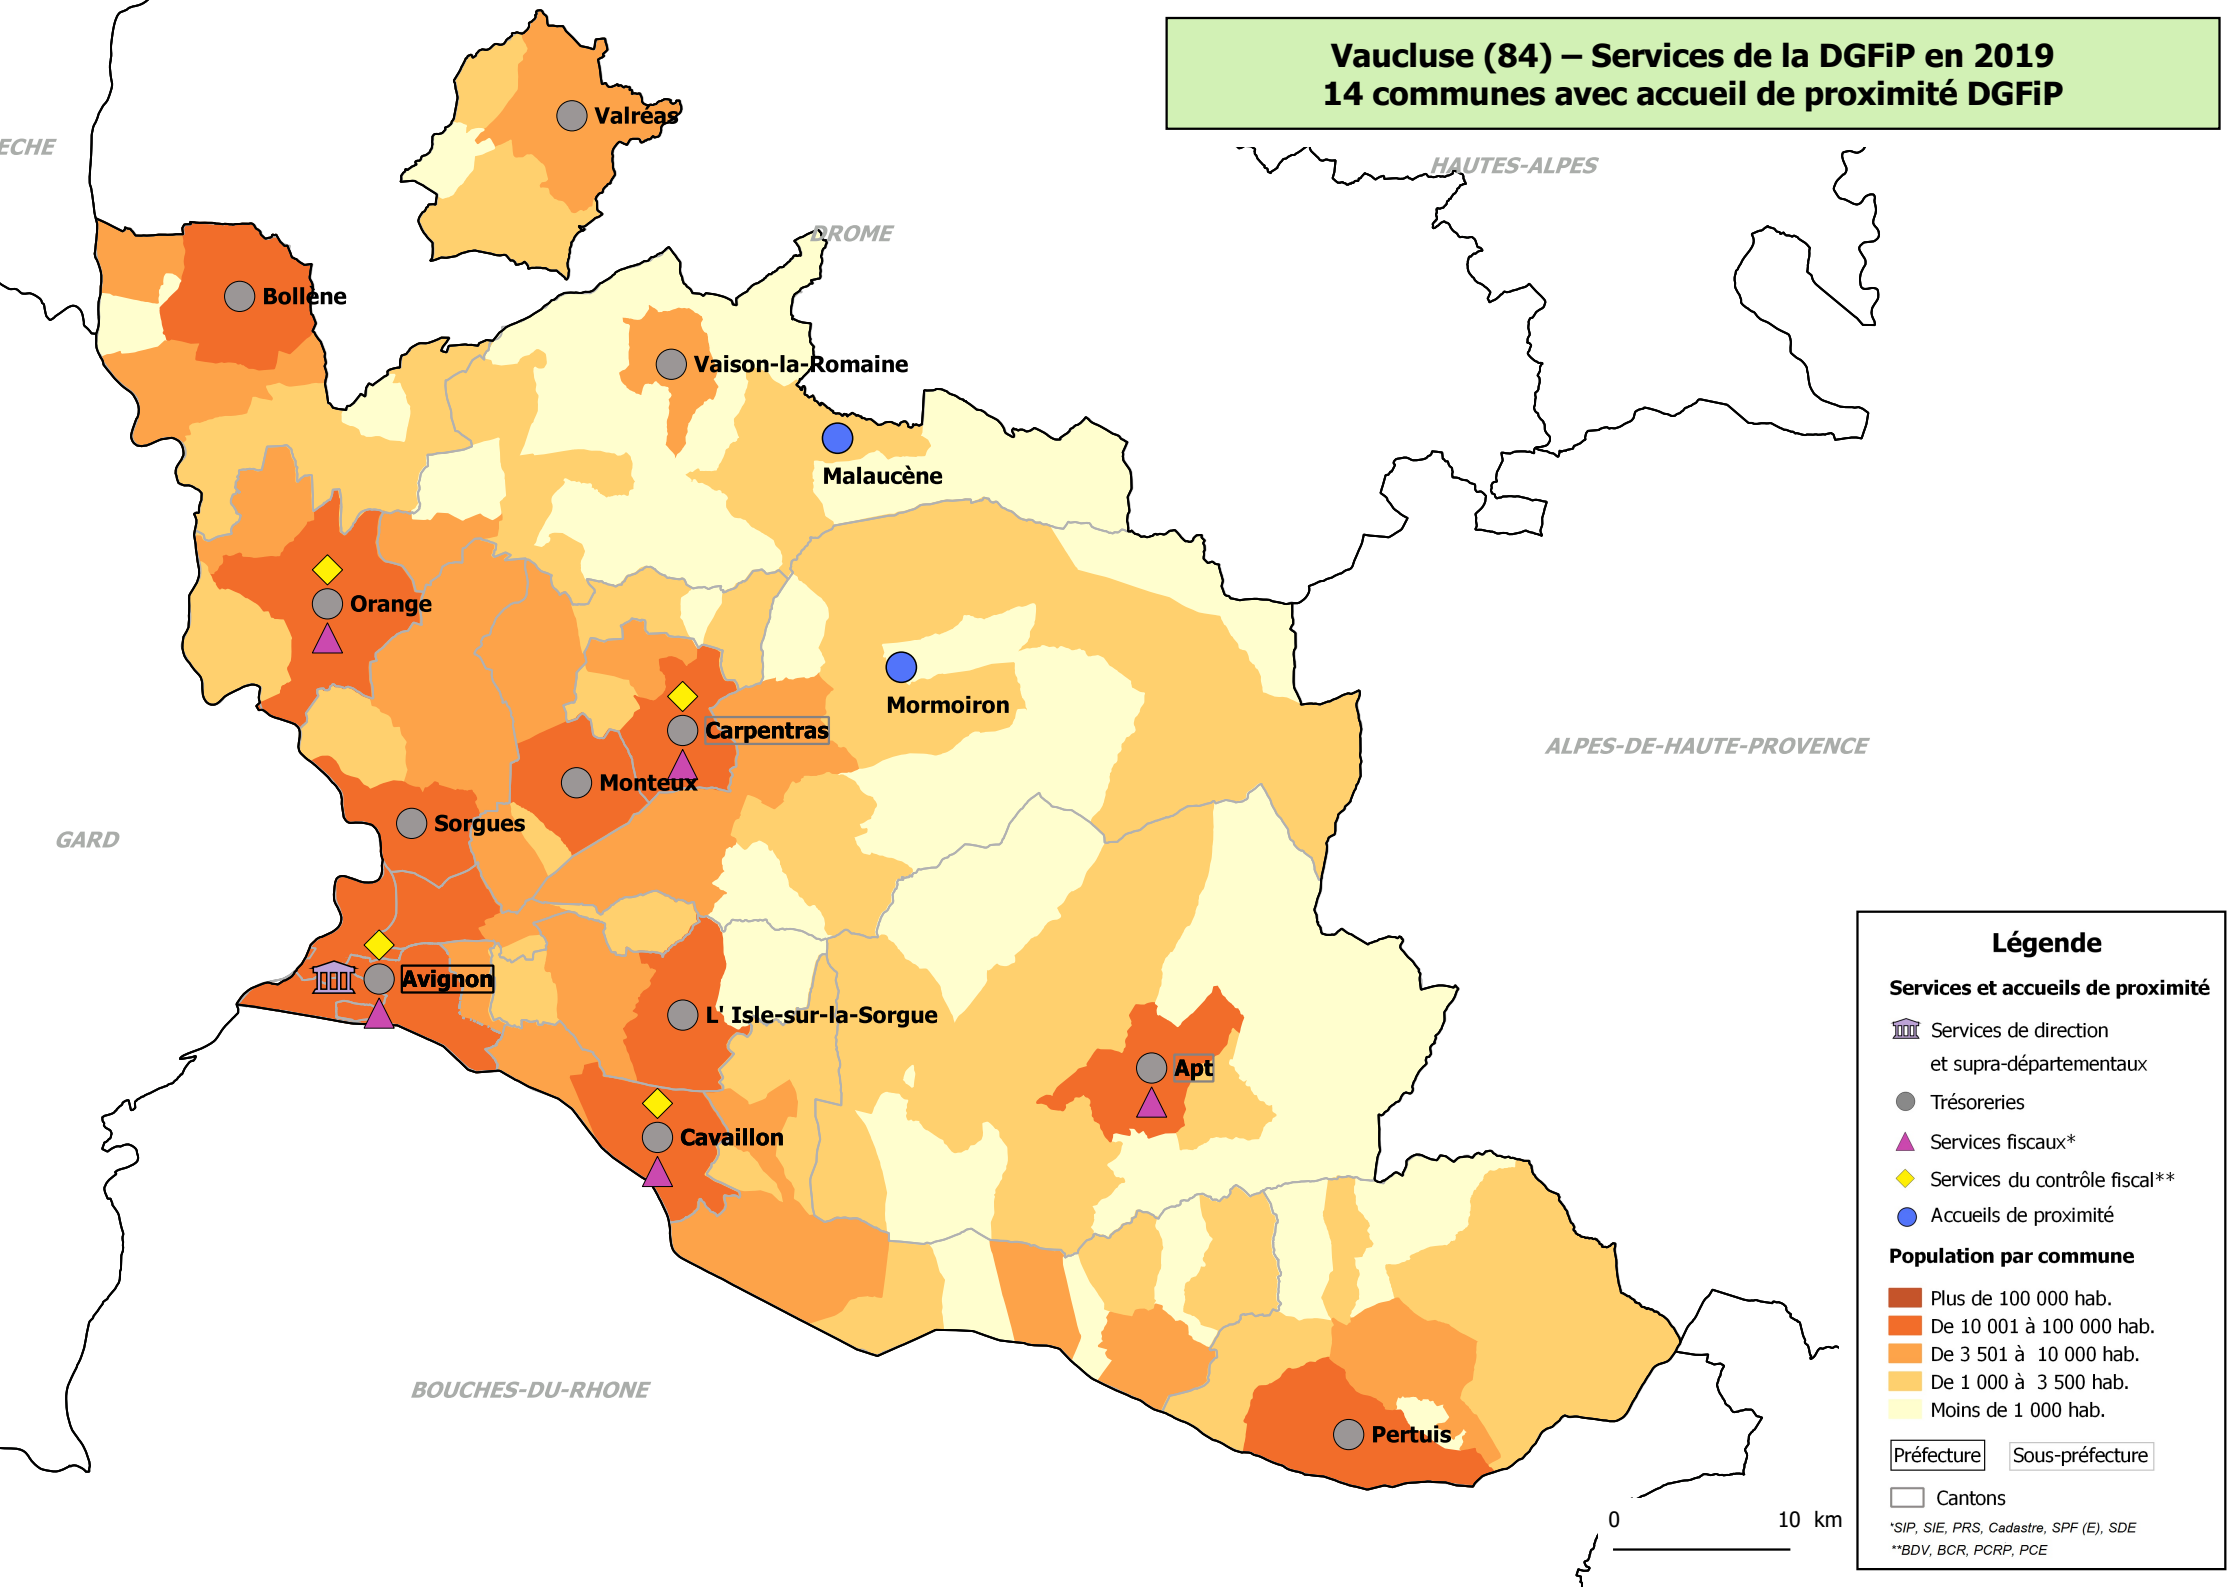 Vaucluse (84) – Services de la DGFiP en 2019
14 communes avec accueil de proximité DGFiP
Valréas
ECHE
HAUTES-ALPES
DROME
Bollène
Vaison-la-Romaine
Malaucène
Orange
Mormoiron
Carpentras
ALPES-DE-HAUTE-PROVENCE
Monteux
Sorgues
GARD
Avignon
L' Isle-sur-la-Sorgue
Apt
Cavaillon
BOUCHES-DU-RHONE
Pertuis
Légende
Services et accueils de proximité
Services de direction
et supra-départementaux
Trésoreries
Services fiscaux*
Services du contrôle fiscal**
Accueils de proximité
Population par commune
Plus de 100 000 hab.
De 10 001 à 100 000 hab.
De 3 501 à 10 000 hab.
De 1 000 à 3 500 hab.
Moins de 1 000 hab.
Préfecture Sous-préfecture
Cantons
*SIP, SIE, PRS, Cadastre, SPF (E), SDE
**BDV, BCR, PCRP, PCE
0 10 km